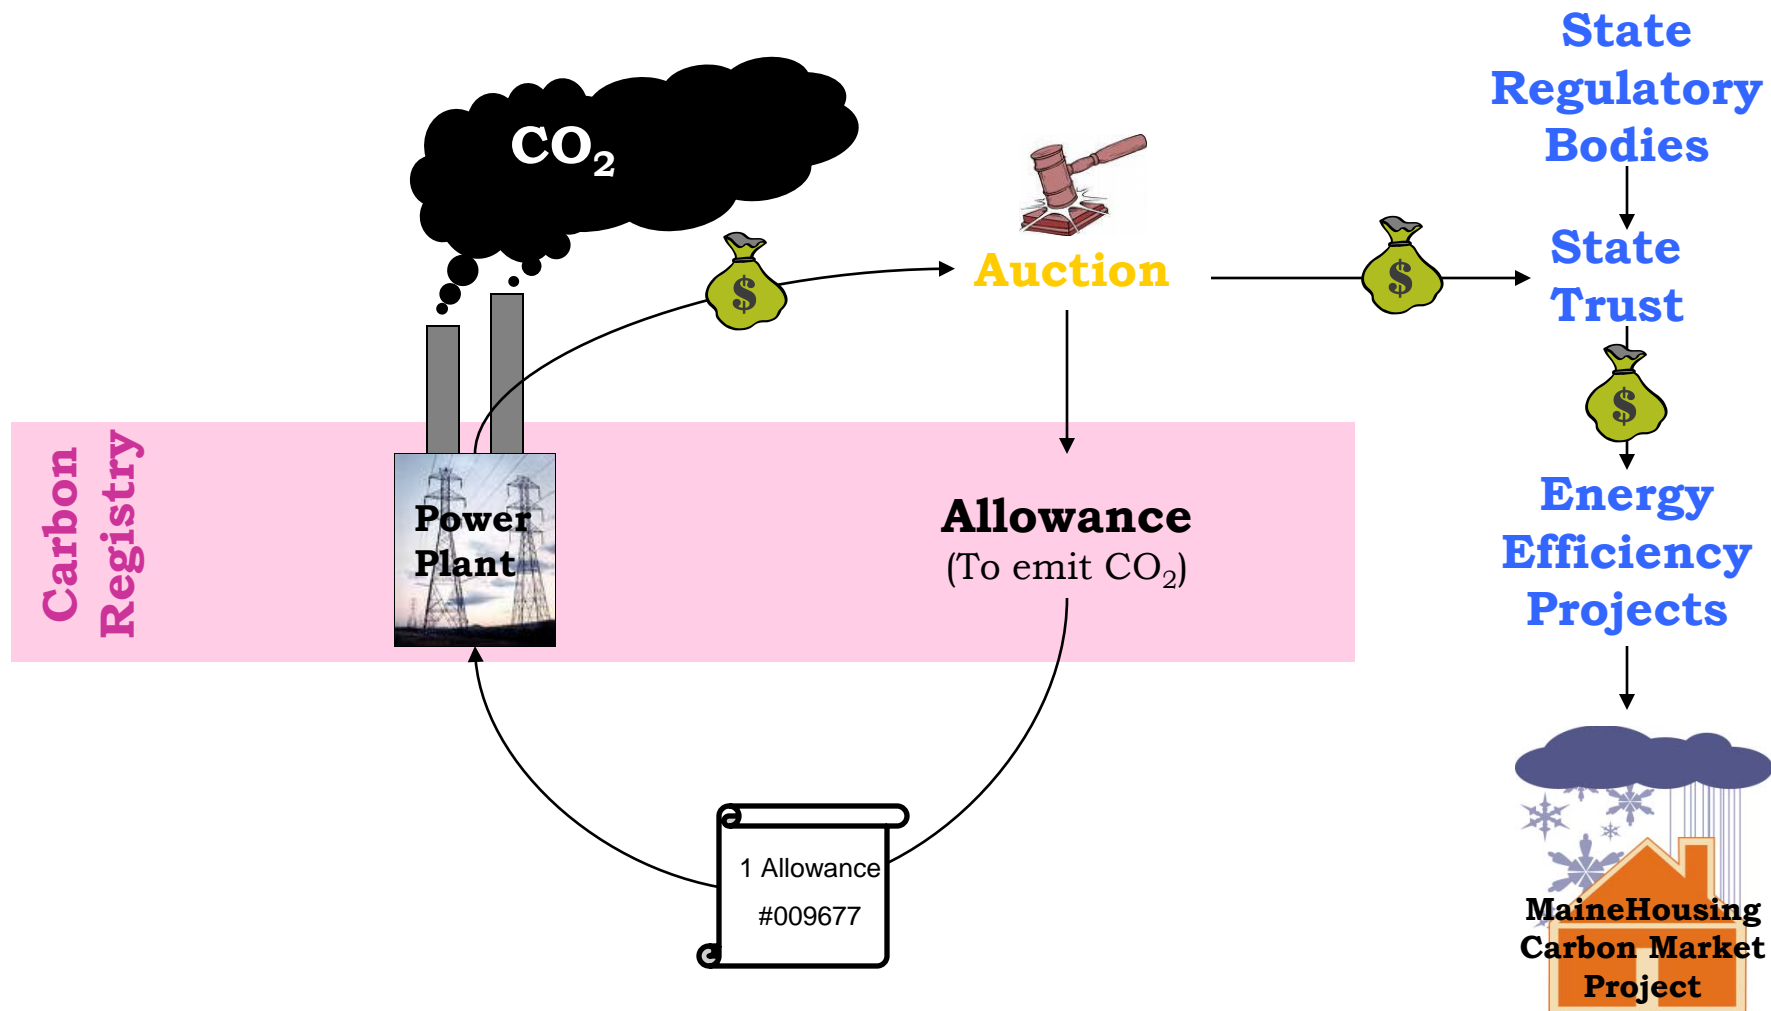 State
Regulatory
Bodies
CO₂
Auction
$
$
State
Trust
$
Carbon
Registry
Power
Plant
Allowance
(To emit CO₂)
Energy
Efficiency
Projects
1 Allowance
#009677
MaineHousing
Carbon Market
Project